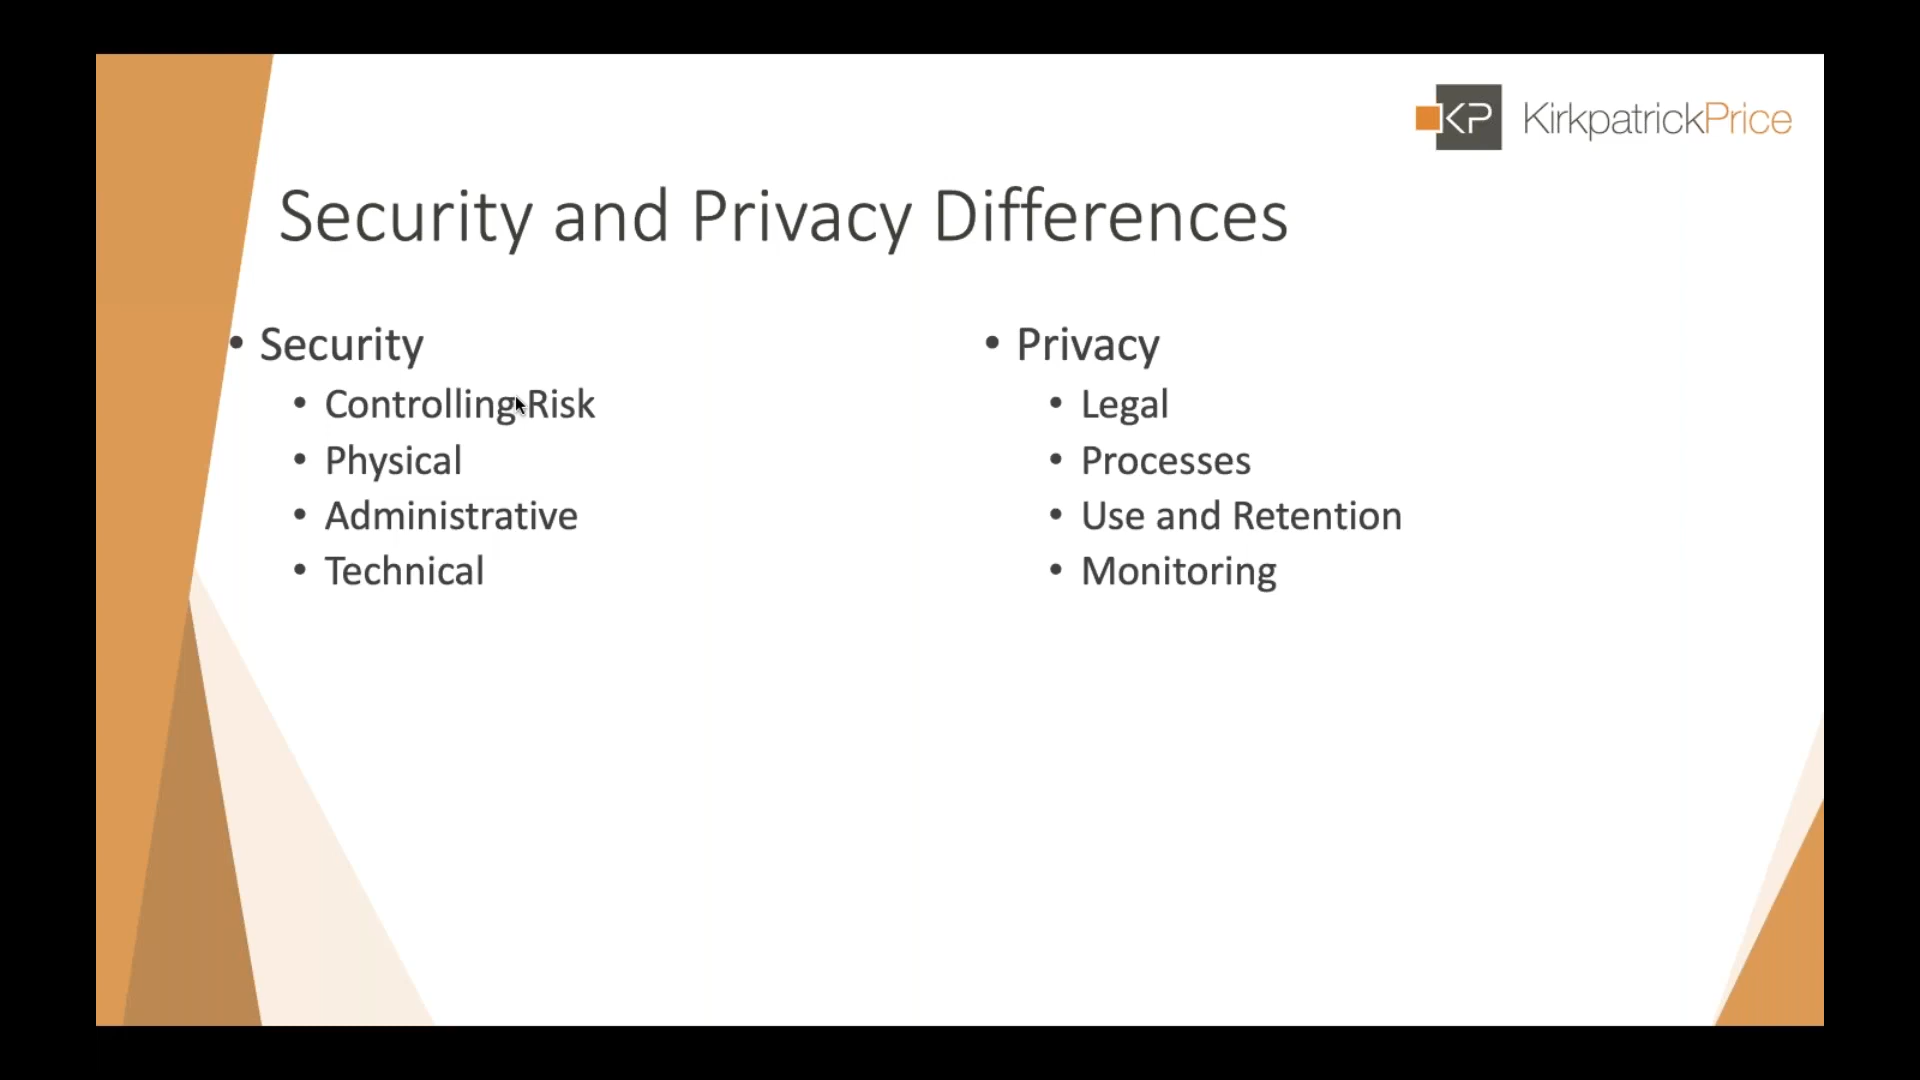 KP KirkpatrickPrice
Security and Privacy Differences
• Security
• Controlling Risk
• Physical
• Administrative
• Technical
• Privacy
• Legal
• Processes
• Use and Retention
• Monitoring